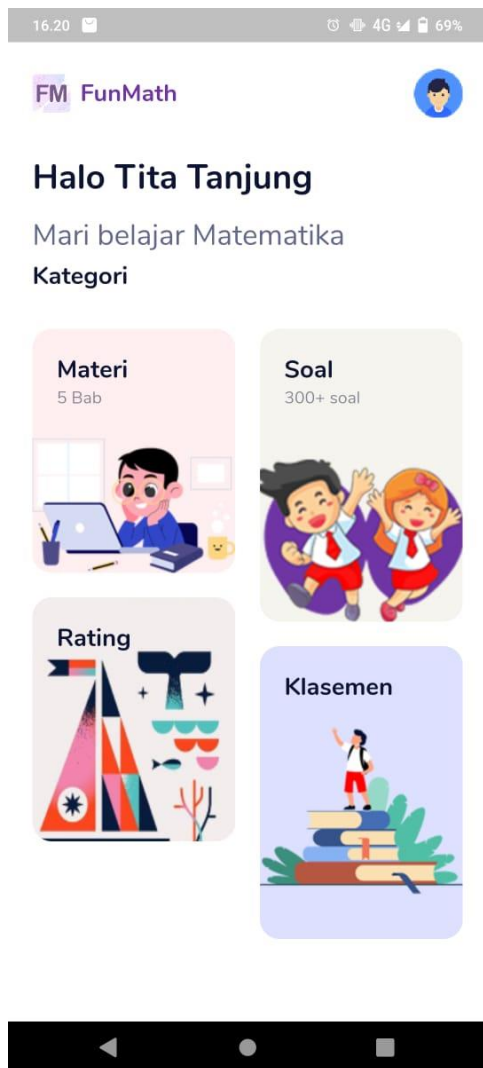 16.20
4G 69%
FM FunMath
Halo Tita Tanjung
Mari belajar Matematika
Kategori
Materi
5 Bab
Soal
300+ soal
Rating
Klasemen